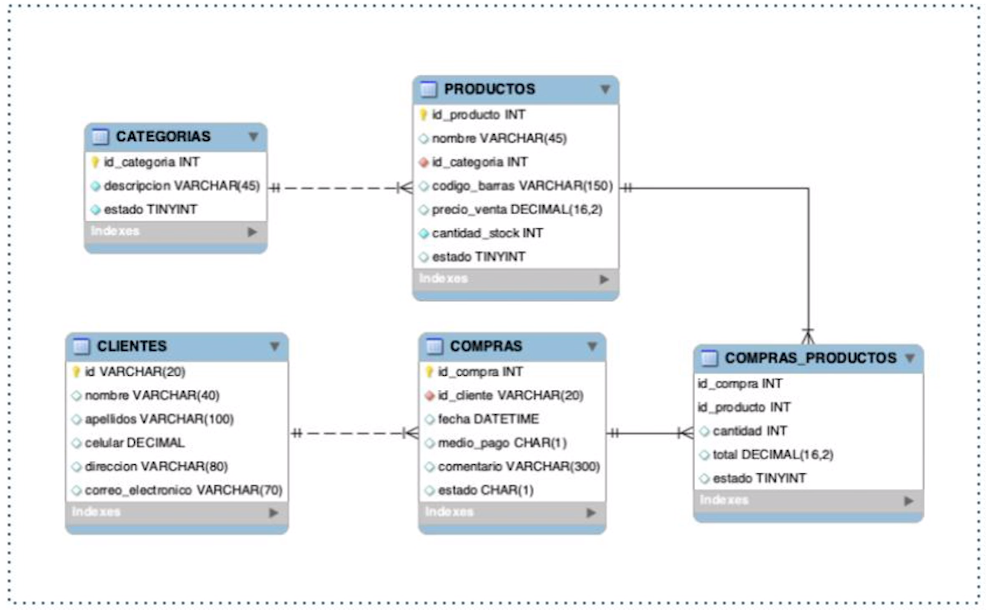 CATEGORIAS
id_categoria INT
descripcion VARCHAR(45)
estado TINYINT
Indexes
PRODUCTOS
id_producto INT
nombre VARCHAR(45)
id_categoria INT
codigo_barras VARCHAR(150)
precio_venta DECIMAL(16,2)
cantidad_stock INT
estado TINYINT
Indexes
CLIENTES
id VARCHAR(20)
nombre VARCHAR(40)
apellidos VARCHAR(100)
celular DECIMAL
direccion VARCHAR(80)
correo_electronico VARCHAR(70)
Indexes
COMPRAS
id_compra INT
id_cliente VARCHAR(20)
fecha DATETIME
medio_pago CHAR(1)
comentario VARCHAR(300)
estado CHAR(1)
Indexes
COMPRAS_PRODUCTOS
id_compra INT
id_producto INT
cantidad INT
total DECIMAL(16,2)
estado TINYINT
Indexes